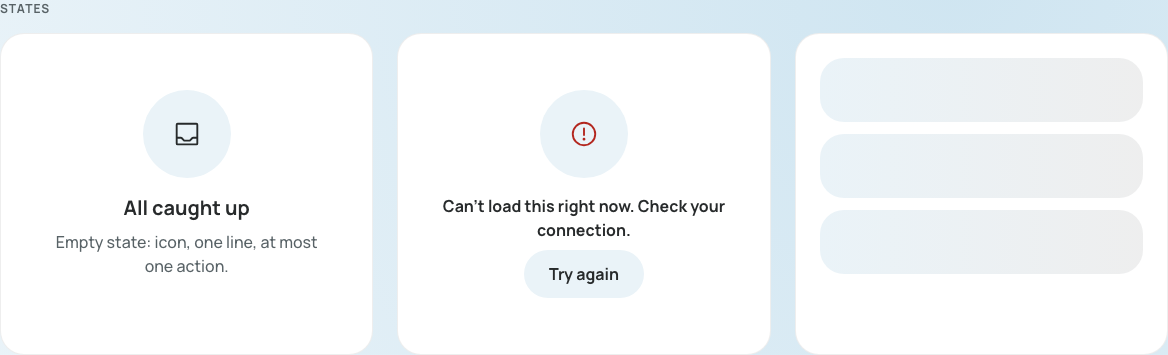 STATES
All caught up
Empty state: icon, one line, at most
one action.
Can't load this right now. Check your
connection.
Try again